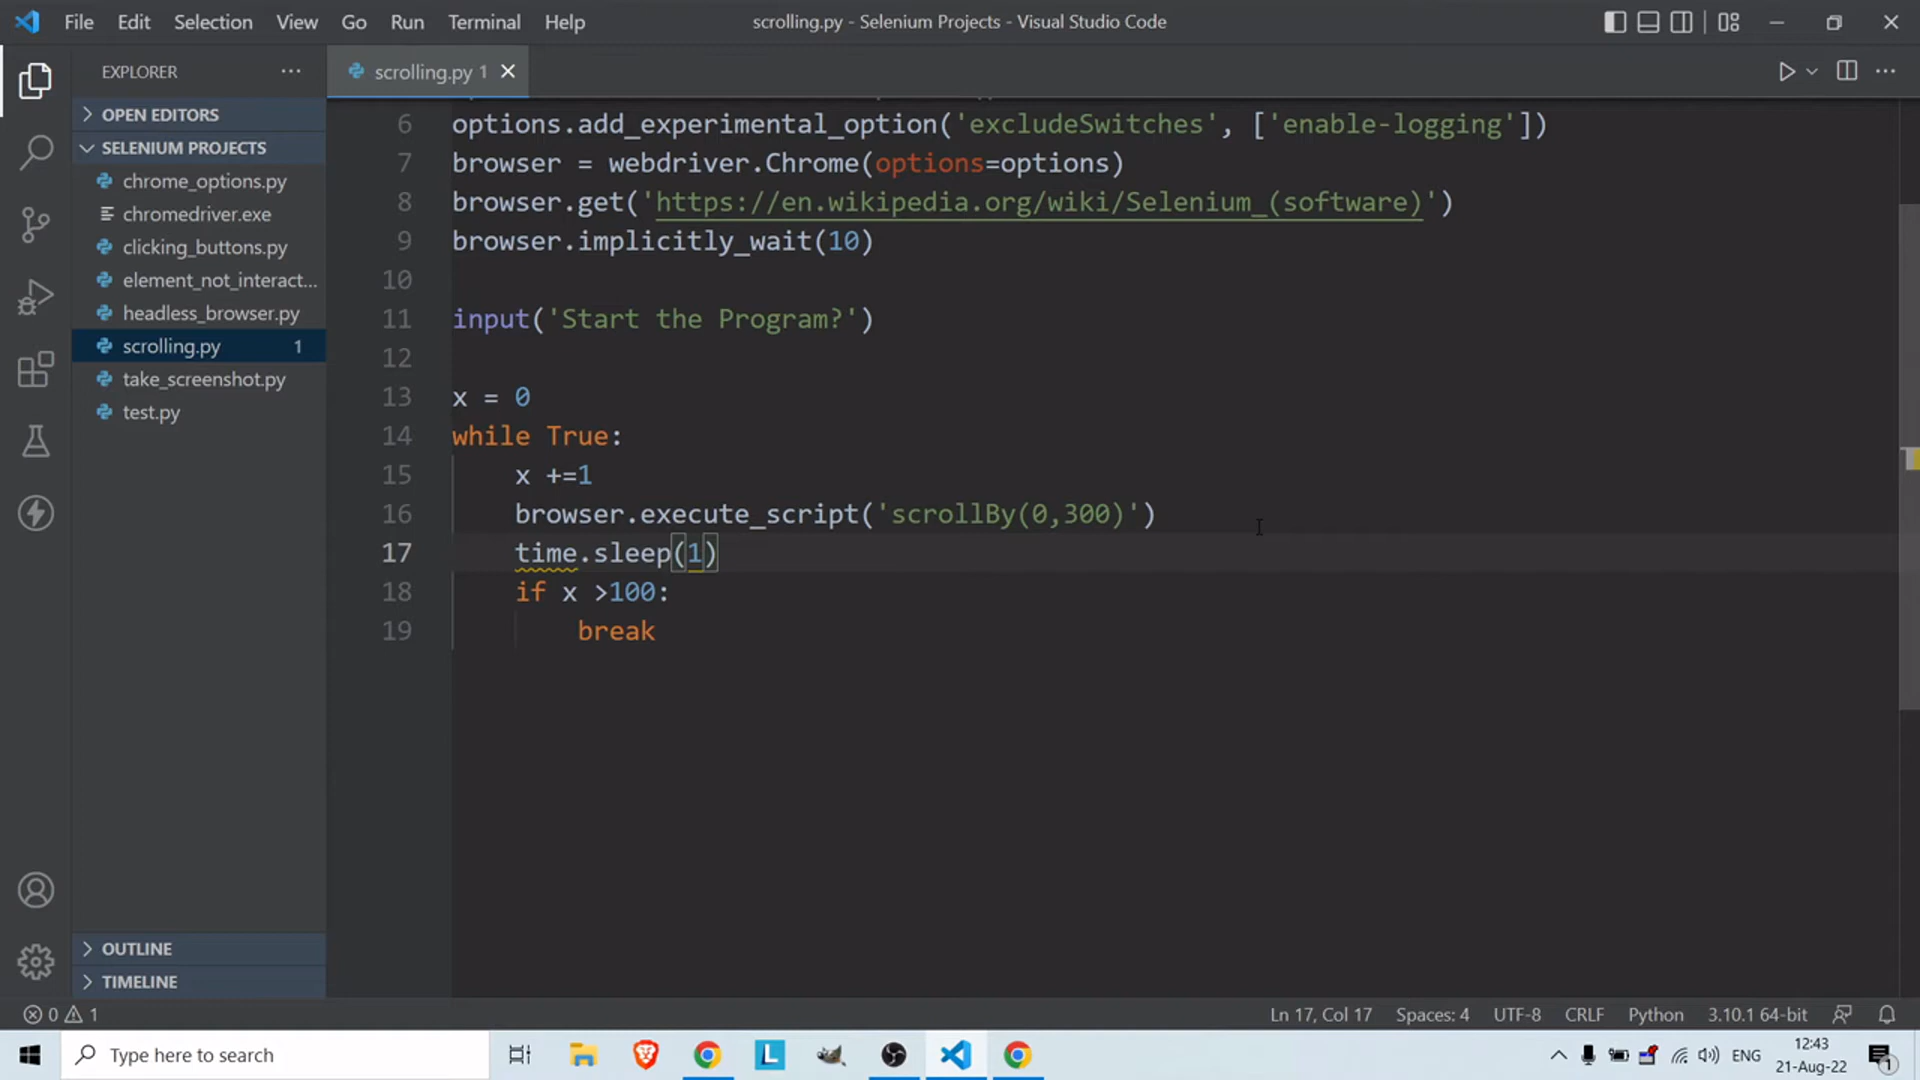 File Edit Selection View Go Run Terminal Help
scrolling.py - Selenium Projects - Visual Studio Code
EXPLORER
OPEN EDITORS
SELENIUM PROJECTS
chrome_options.py
chromedriver.exe
clicking_buttons.py
element_not_interact...
headless_browser.py
scrolling.py 1
take_screenshot.py
test.py
OUTLINE
TIMELINE
scrolling.py 1
6 options.add_experimental_option('excludeSwitches', ['enable-logging'])
7 browser = webdriver.Chrome(options=options)
8 browser.get('https://en.wikipedia.org/wiki/Selenium_(software)')
9 browser.implicitly_wait(10)
10
11 input('Start the Program?')
12
13 x = 0
14 while True:
15 x +=1
16 browser.execute_script('scrollBy(0,300)')
17 time.sleep(1)
18 if x >100:
19 break
0 1
Ln 17, Col 17 Spaces: 4 UTF-8 CRLF Python 3.10.1 64-bit
Type here to search
L
ENG
12:43
21-Aug-22
1